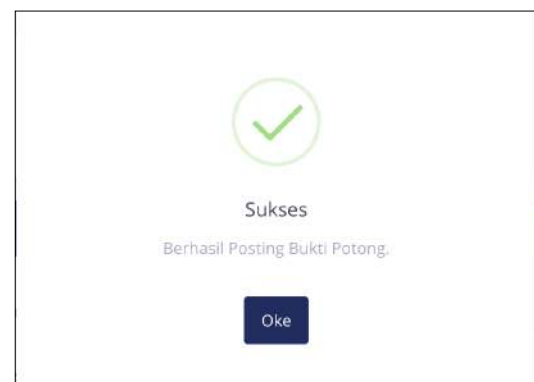 Sukses
Berhasil Posting Bukti Potong.
Oke